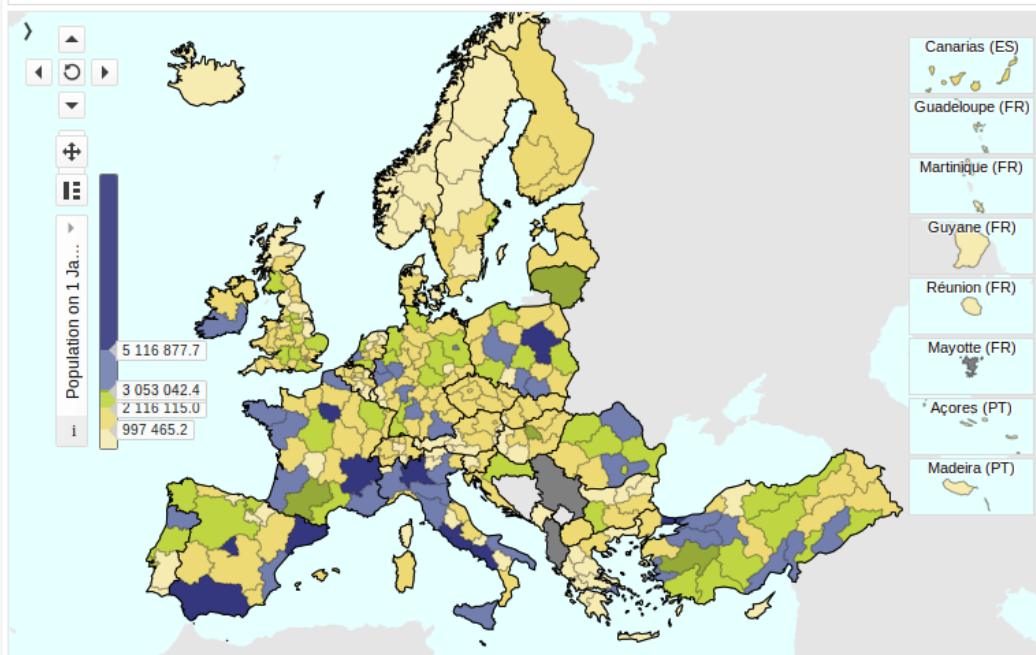 Population on 1 Ja...
i
5 116 877.7
3 053 042.4
2 116 115.0
997 465.2
Canarias (ES)
Guadeloupe (FR)
Martinique (FR)
Guyane (FR)
Réunion (FR)
Mayotte (FR)
Açores (PT)
Madeira (PT)